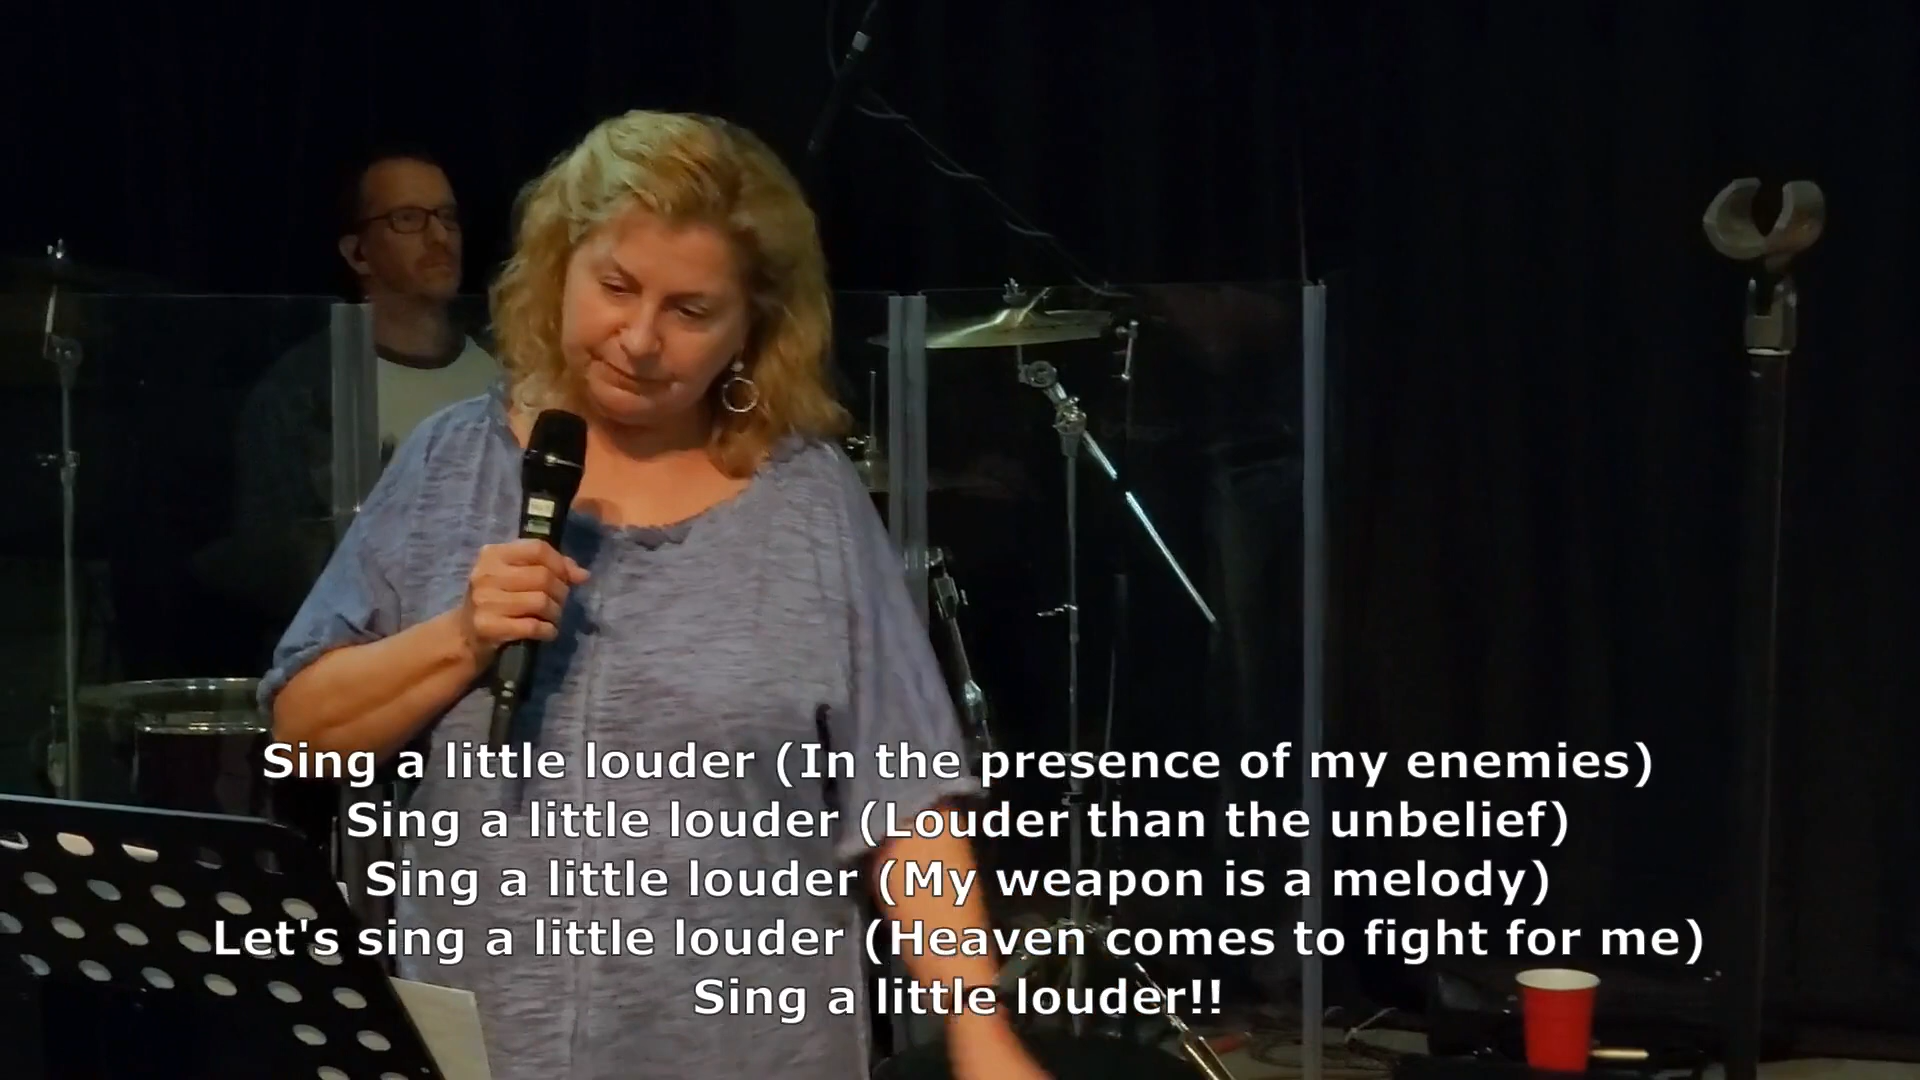 Sing a little louder (In the presence of my enemies)
Sing a little louder (Louder than the unbelief)
Sing a little louder (My weapon is a melody)
Let's sing a little louder (Heaven comes to fight for me)
Sing a little louder!!